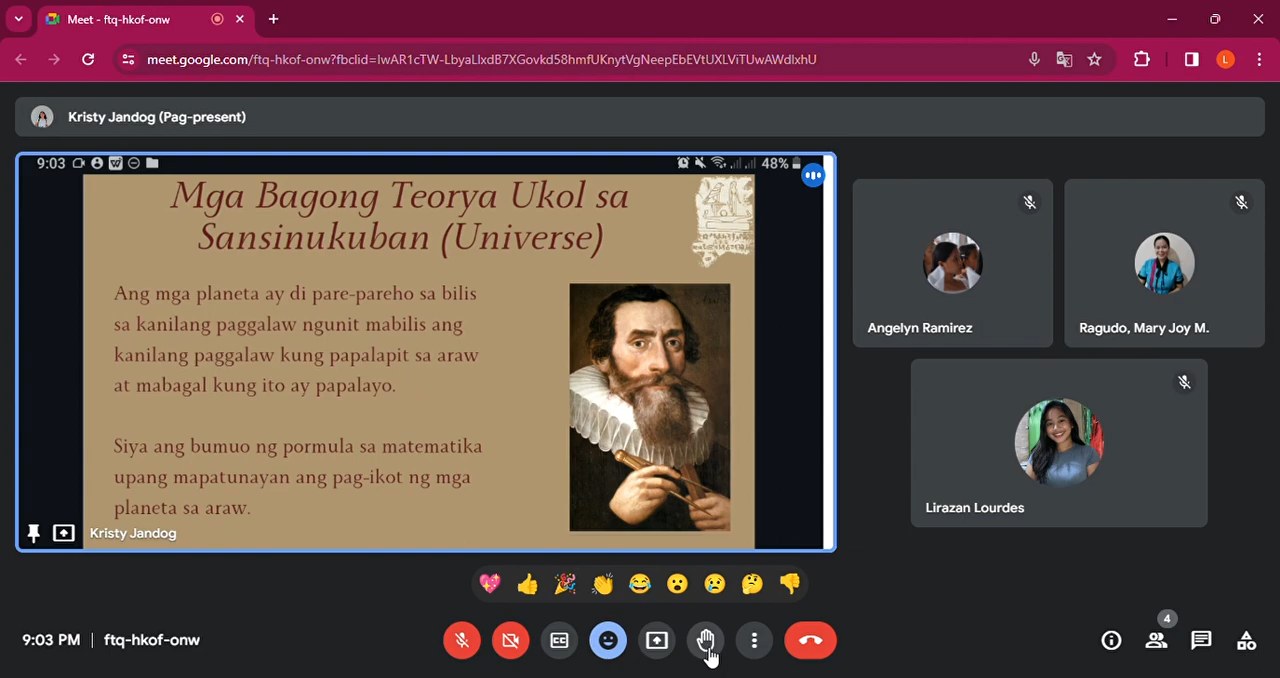 Meet - ftq-hkof-onw
meet.google.com/ftq-hkof-onw?fbclid=IwAR1cTW-LbyaLlxdB7XGovkd58hmfUKnytVgNeepEbEVtUXLViTUwAWdlxhU
L
Kristy Jandog (Pag-present)
9:03
48%
Mga Bagong Teorya Ukol sa
Sansinukuban (Universe)
Ang mga planeta ay di pare-pareho sa bilis
sa kanilang paggalaw ngunit mabilis ang
kanilang paggalaw kung papalapit sa araw
at mabagal kung ito ay papalayo.
Siya ang bumuo ng pormula sa matematika
upang mapatunayan ang pag-ikot ng mga
planeta sa araw.
Kristy Jandog
Angelyn Ramirez
Ragudo, Mary Joy M.
Lirazan Lourdes
9:03 PM | ftq-hkof-onw
4